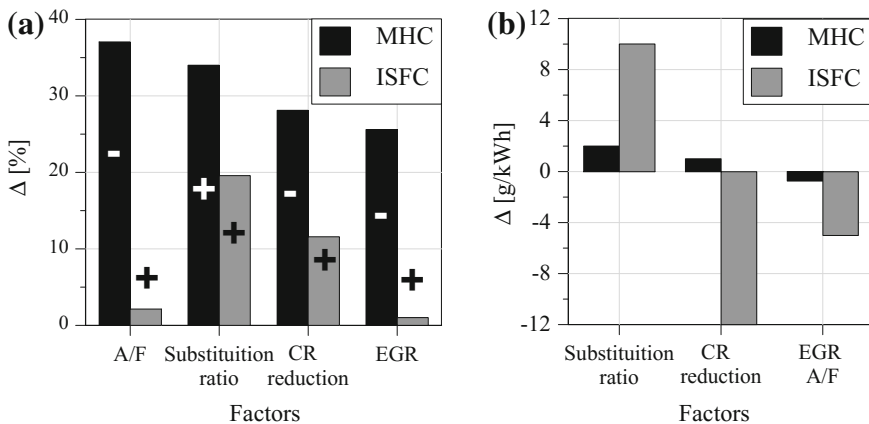 (a)
MHC
ISFC
Δ [%]
40
30
20
10
0
-
+
+
+
-
+
-
+
A/F
Substituition
ratio
CR
reduction
EGR
Factors
(b)
MHC
ISFC
Δ [g/kWh]
12
8
4
0
-4
-8
-12
Substituition
ratio
CR
reduction
EGR
A/F
Factors